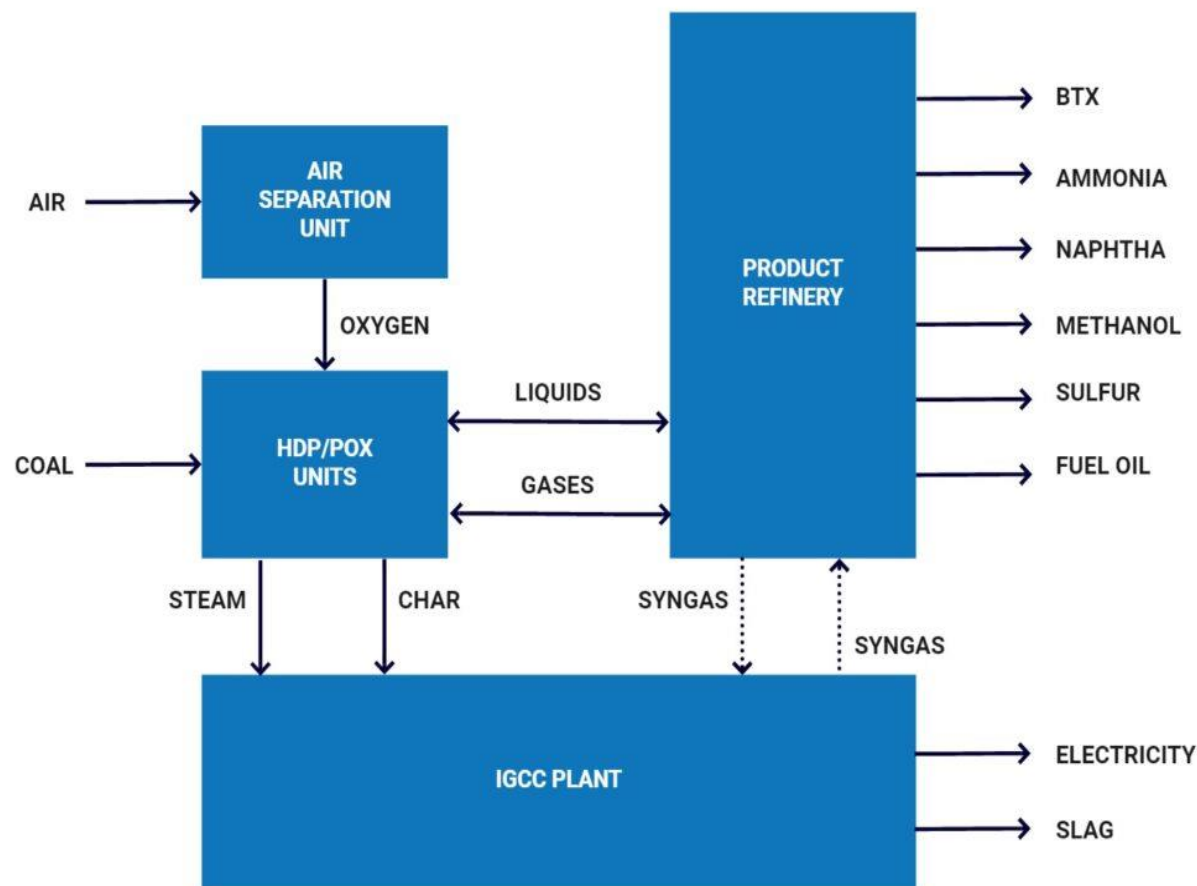 BTX
AIR
SEPARATION
UNIT
AIR
AMMONIA
NAPHTHA
PRODUCT
REFINERY
OXYGEN
METHANOL
LIQUIDS
SULFUR
HDP/POX
UNITS
COAL
GASES
FUEL OIL
STEAM
CHAR
SYNGAS
SYNGAS
IGCC PLANT
ELECTRICITY
SLAG